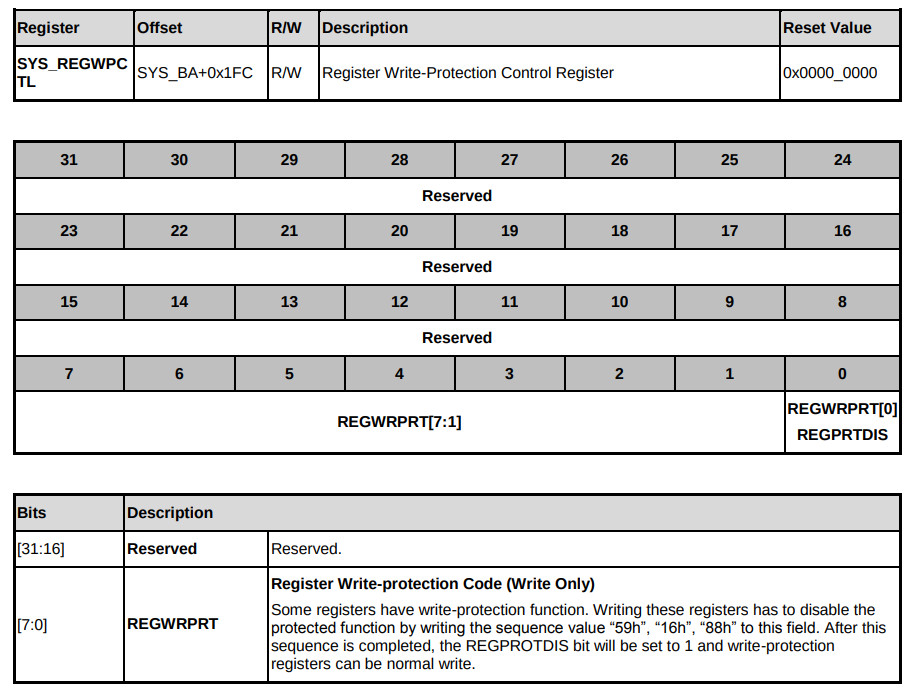 Register Offset R/W Description Reset Value
SYS_REGWPC
TL SYS_BA+0x1FC R/W Register Write-Protection Control Register 0x0000_0000
31 30 29 28 27 26 25 24
Reserved
23 22 21 20 19 18 17 16
Reserved
15 14 13 12 11 10 9 8
Reserved
7 6 5 4 3 2 1 0
REGWRPRT[7:1] REGWRPRT[0]
REGPRTDIS
Bits Description
[31:16] Reserved Reserved.
[7:0] REGWRPRT Register Write-protection Code (Write Only)
Some registers have write-protection function. Writing these registers has to disable the
protected function by writing the sequence value “59h”, “16h”, “88h” to this field. After this
sequence is completed, the REGPROTDIS bit will be set to 1 and write-protection
registers can be normal write.